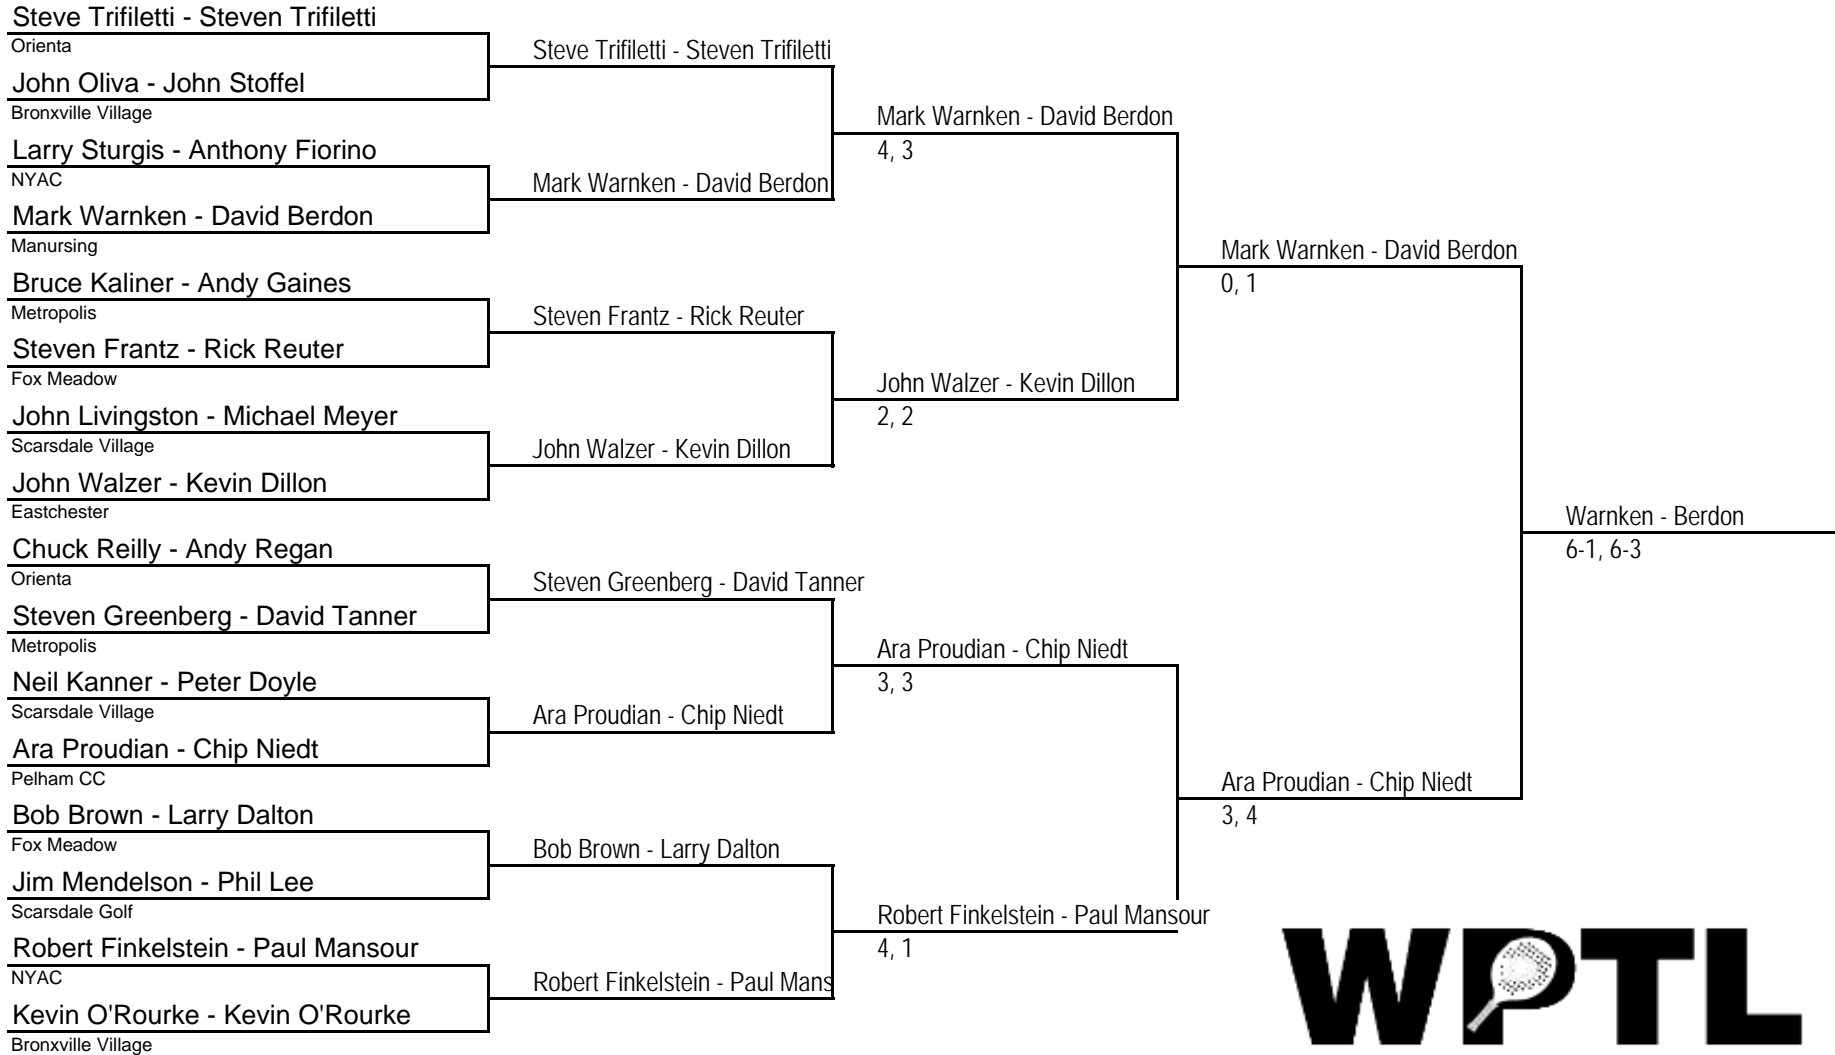 Steve Trifiletti - Steven Trifiletti
Orienta
John Oliva - John Stoffel
Bronxville Village
Larry Sturgis - Anthony Fiorino
NYAC
Mark Warnken - David Berdon
Manursing
Bruce Kaliner - Andy Gaines
Metropolis
Steven Frantz - Rick Reuter
Fox Meadow
John Livingston - Michael Meyer
Scarsdale Village
John Walzer - Kevin Dillon
Eastchester
Chuck Reilly - Andy Regan
Orienta
Steven Greenberg - David Tanner
Metropolis
Neil Kanner - Peter Doyle
Scarsdale Village
Ara Proudian - Chip Niedt
Pelham CC
Bob Brown - Larry Dalton
Fox Meadow
Jim Mendelson - Phil Lee
Scarsdale Golf
Robert Finkelstein - Paul Mansour
NYAC
Kevin O'Rourke - Kevin O'Rourke
Bronxville Village
Steve Trifiletti - Steven Trifiletti
Mark Warnken - David Berdon
Steven Frantz - Rick Reuter
John Walzer - Kevin Dillon
Steven Greenberg - David Tanner
Ara Proudian - Chip Niedt
Bob Brown - Larry Dalton
Robert Finkelstein - Paul Mans
Mark Warnken - David Berdon
4, 3
John Walzer - Kevin Dillon
2, 2
Ara Proudian - Chip Niedt
3, 3
Robert Finkelstein - Paul Mansour
4, 1
Mark Warnken - David Berdon
0, 1
Ara Proudian - Chip Niedt
3, 4
Warnken - Berdon
6-1, 6-3
WPTL